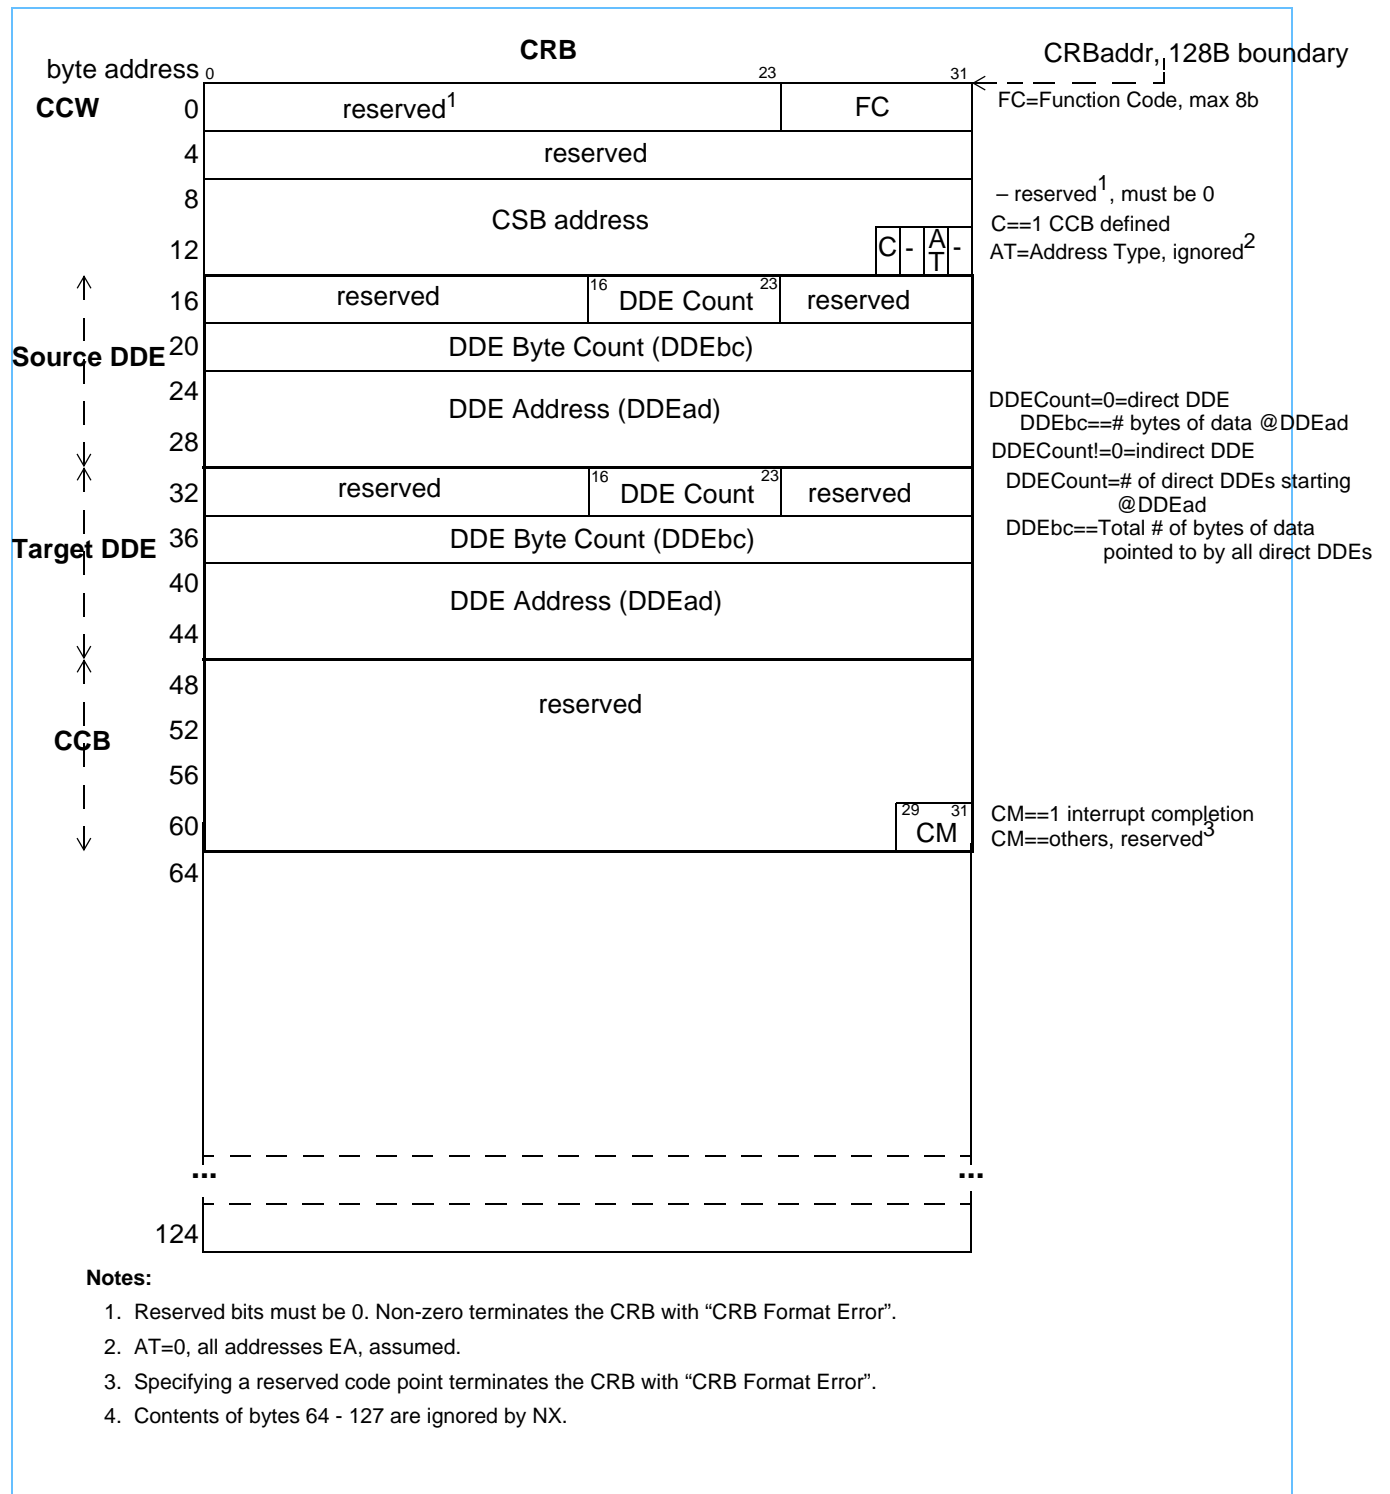 CRB
CRBaddr, 128B boundary
byte address 0 23 31
CCW 0 reserved1 FC FC=Function Code, max 8b
4 reserved
8 – reserved1, must be 0
CSB address C==1 CCB defined
12 C - AT - AT=Address Type, ignored2
16 reserved 16 DDE Count 23 reserved
Source DDE 20 DDE Byte Count (DDEbc)
24 DDECount=0=direct DDE
DDE Address (DDEad) DDEbc==# bytes of data @DDEad
28 DDECount!=0=indirect DDE
32 reserved 16 DDE Count 23 reserved DDECount=# of direct DDEs starting
@DDEad
Target DDE 36 DDE Byte Count (DDEbc) DDEbc==Total # of bytes of data
pointed to by all direct DDEs
40
DDE Address (DDEad)
44
48
reserved
52
CCB
56
29 31 CM==1 interrupt completion
60 CM CM==others, reserved3
64
... ...
124
Notes:
1. Reserved bits must be 0. Non-zero terminates the CRB with “CRB Format Error”.
2. AT=0, all addresses EA, assumed.
3. Specifying a reserved code point terminates the CRB with “CRB Format Error”.
4. Contents of bytes 64 - 127 are ignored by NX.